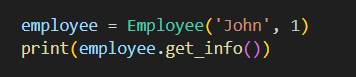 employee = Employee('John', 1)
print(employee.get_info())